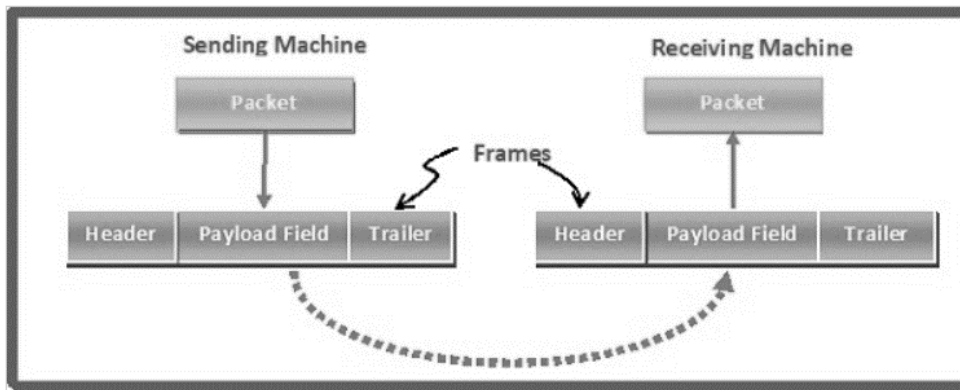 Sending Machine
Receiving Machine
Packet
Packet
Frames
Header
Payload Field
Trailer
Header
Payload Field
Trailer